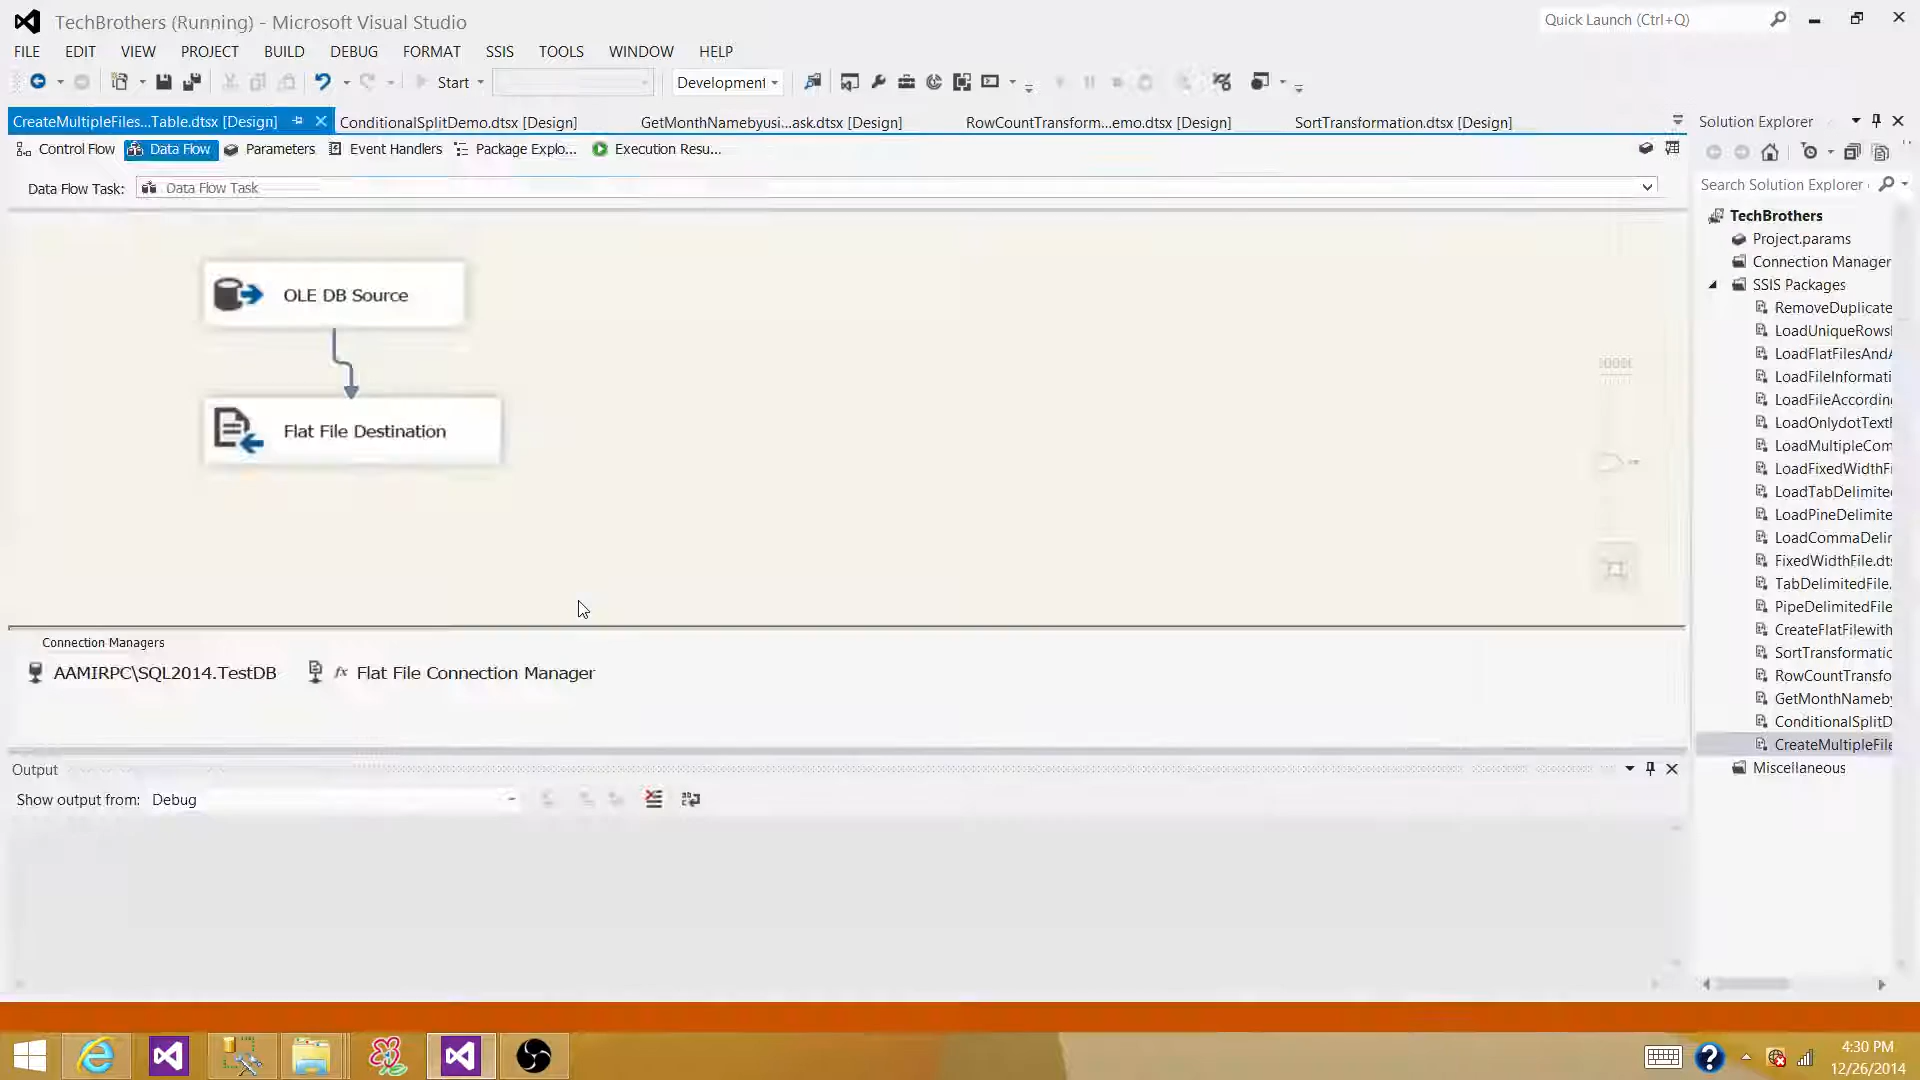 TechBrothers (Running) - Microsoft Visual Studio
Quick Launch (Ctrl+Q)
FILE EDIT VIEW PROJECT BUILD DEBUG FORMAT SSIS TOOLS WINDOW HELP
Start Development
CreateMultipleFiles...Table.dtsx [Design] ConditionalSplitDemo.dtsx [Design] GetMonthNamebyusi...ask.dtsx [Design] RowCountTransform...emo.dtsx [Design] SortTransformation.dtsx [Design]
Solution Explorer
Control Flow Data Flow Parameters Event Handlers Package Explo... Execution Resu...
Data Flow Task: Data Flow Task
Search Solution Explorer
TechBrothers
Project.params
Connection Manager
SSIS Packages
RemoveDuplicate
LoadUniqueRows
LoadFlatFilesAnd
LoadFileInformati
LoadFileAccordin
LoadOnlydotText
LoadMultipleCom
LoadFixedWidthFi
LoadTabDelimite
LoadPineDelimite
LoadCommaDelir
FixedWidthFile.dts
TabDelimitedFile.
PipeDelimitedFile
CreateFlatFilewith
SortTransformatic
RowCountTransfo
GetMonthNameby
ConditionalSplitD
CreateMultipleFile
Miscellaneous
OLE DB Source
Flat File Destination
Connection Managers
AAMIRPC\SQL2014.TestDB fx Flat File Connection Manager
Output
Show output from: Debug
4:30 PM
12/26/2014